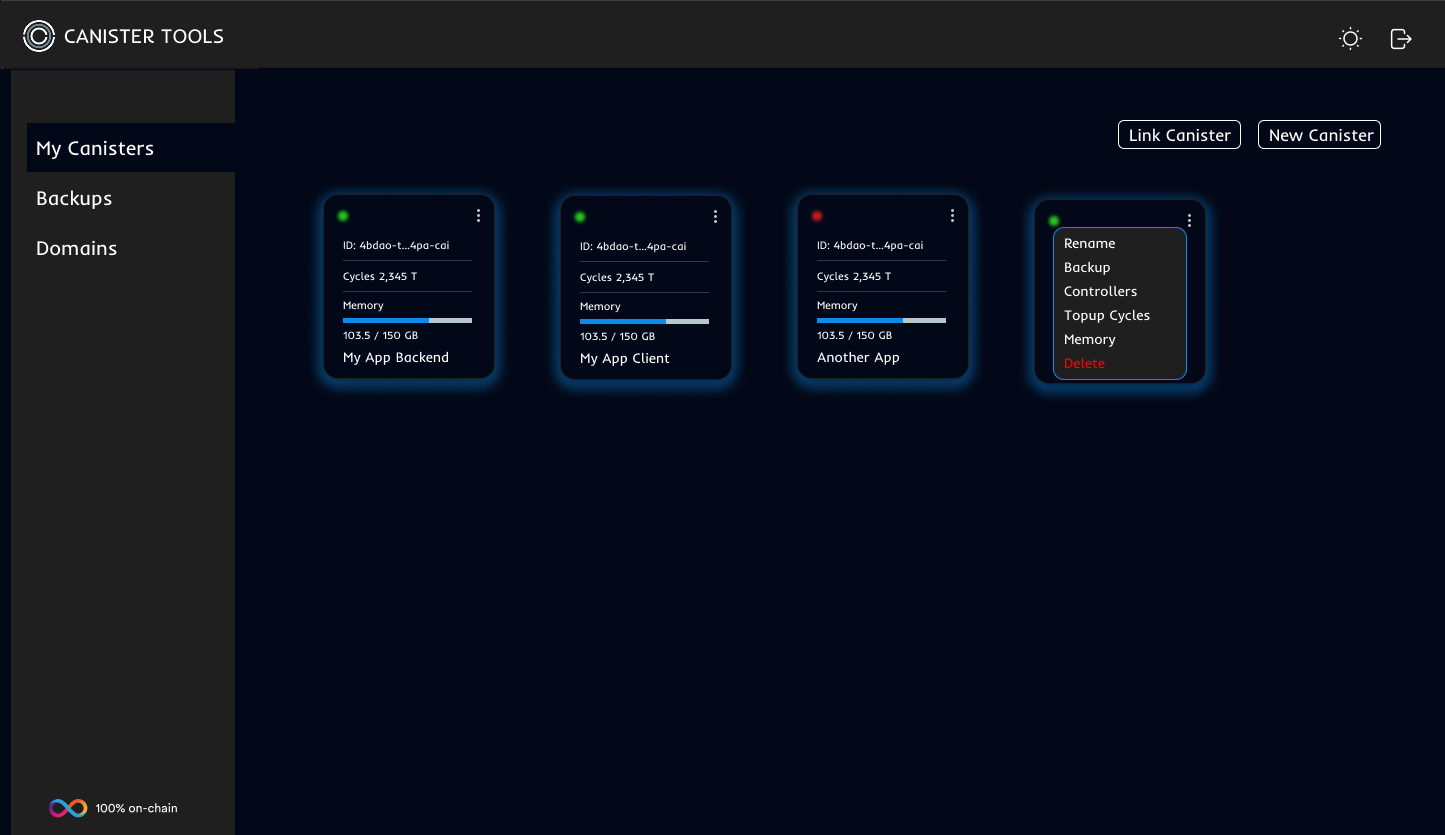 CANISTER TOOLS
My Canisters
Backups
Domains
100% on-chain
Link Canister
New Canister
ID: 4bdao-t...4pa-cai
Cycles 2,345 T
Memory
103.5 / 150 GB
My App Backend
ID: 4bdao-t...4pa-cai
Cycles 2,345 T
Memory
103.5 / 150 GB
My App Client
ID: 4bdao-t...4pa-cai
Cycles 2,345 T
Memory
103.5 / 150 GB
Another App
Rename
Backup
Controllers
Topup Cycles
Memory
Delete